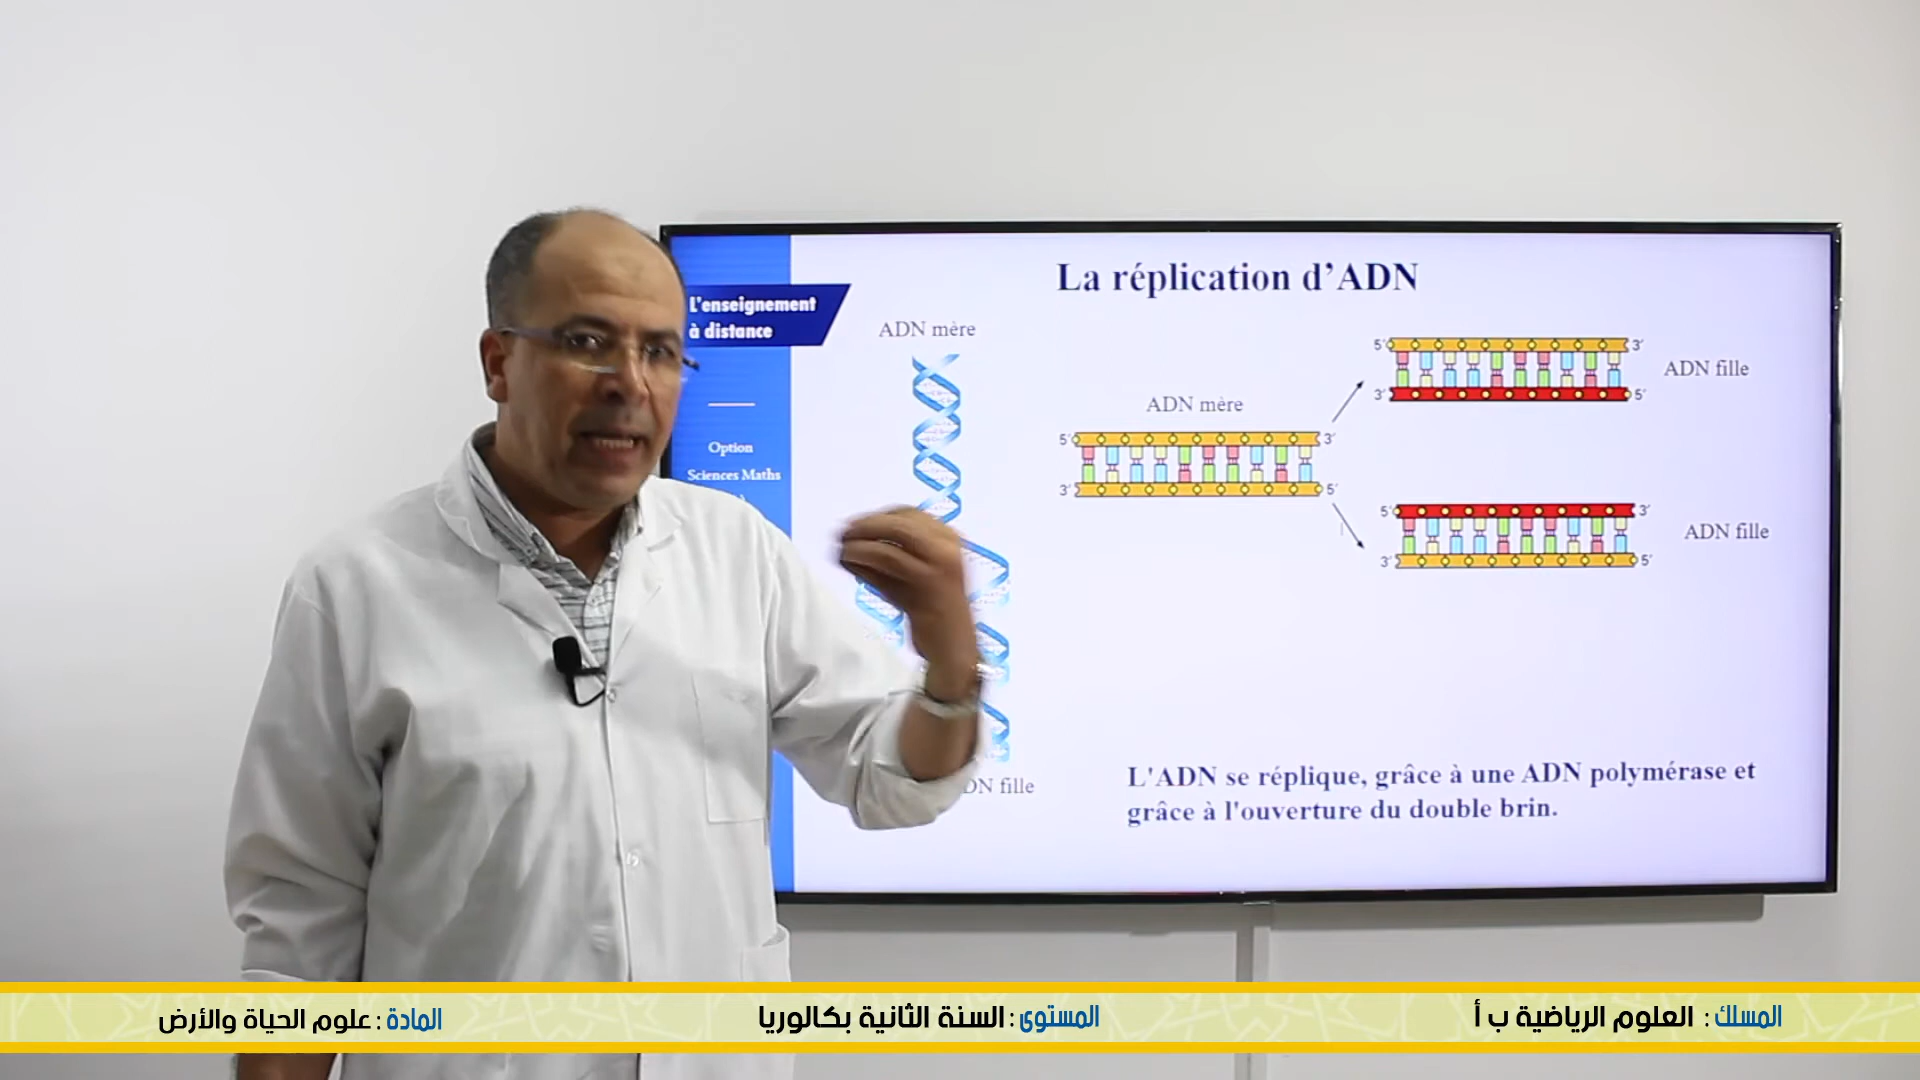 La réplication d’ADN
L'enseignement
à distance
Option
Sciences Maths
ADN mère
ADN mère
5' 3'
3' 5'
5' 3'
3' 5'
ADN fille
5' 3'
3' 5'
ADN fille
fille
L'ADN se réplique, grâce à une ADN polymérase et
grâce à l'ouverture du double brin.
المسلك : العلوم الرياضية ب أ
المستوى : السنة الثانية بكالوريا
المادة : علوم الحياة والأرض